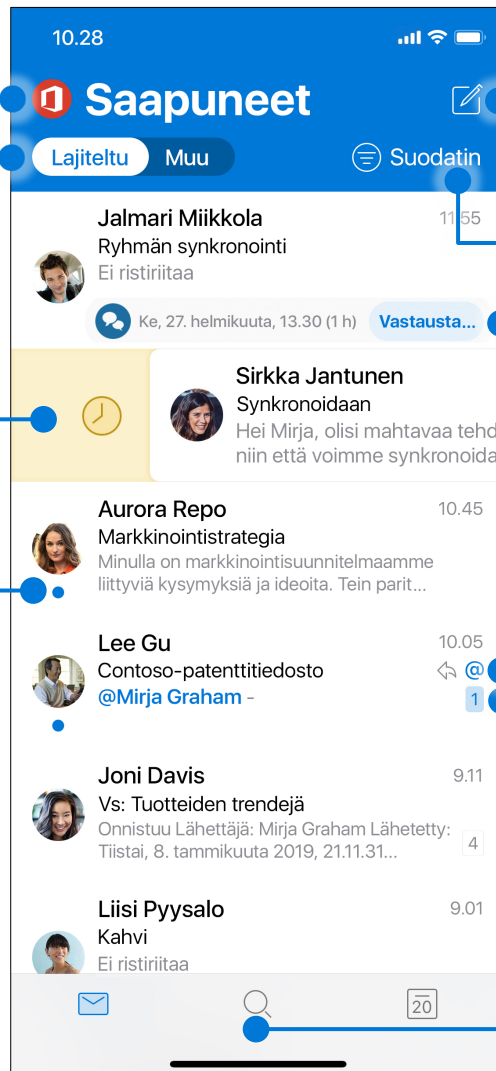 10.28
Saapuneet
Lajiteltu Muu Suodatin
Jalmari Miikkola 11.55
Ryhmän synkronointi
Ei ristiriitaa
Ke, 27. helmikuuta, 13.30 (1 h) Vastausta...
Sirkka Jantunen
Synkronoidaan
Hei Mirja, olisi mahtavaa tehd
niin että voimme synkronoida
Aurora Repo 10.45
Markkinointistrategia
Minulla on markkinointisuunnitelmaamme
liittyviä kysymyksiä ja ideoita. Tein parit...
Lee Gu 10.05
Contoso-patenttitiedosto @
@Mirja Graham - 1
Joni Davis 9.11
Vs: Tuotteiden trendejä
Onnistuu Lähettäjä: Mirja Graham Lähetetty:
Tiistai, 8. tammikuuta 2019, 21.11.31... 4
Liisi Pyysalo 9.01
Kahvi
Ei ristiriitaa
20